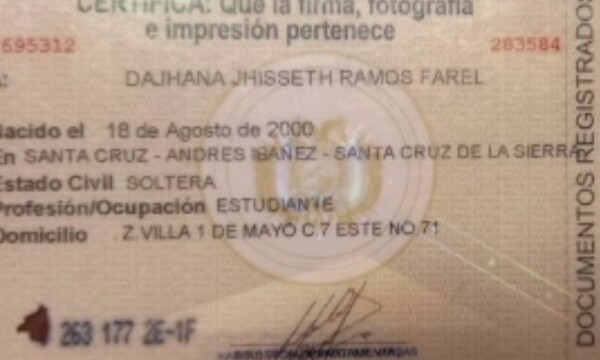 CERTIFICA: Que la firma, fotografía
e impresión pertenece
695312
283584
A:
DAJHANA JHISSETH RAMOS FAREL
Nacido el 18 de Agosto de 2000
En SANTA CRUZ - ANDRES IBAÑEZ - SANTA CRUZ DE LA SIERRA
Estado Civil SOLTERA
Profesión/Ocupación ESTUDIANTE
Domicilio Z.VILLA 1 DE MAYO C.7 ESTE NO.71
263 177 2E-1F
DOCUMENTOS REGISTRADOS